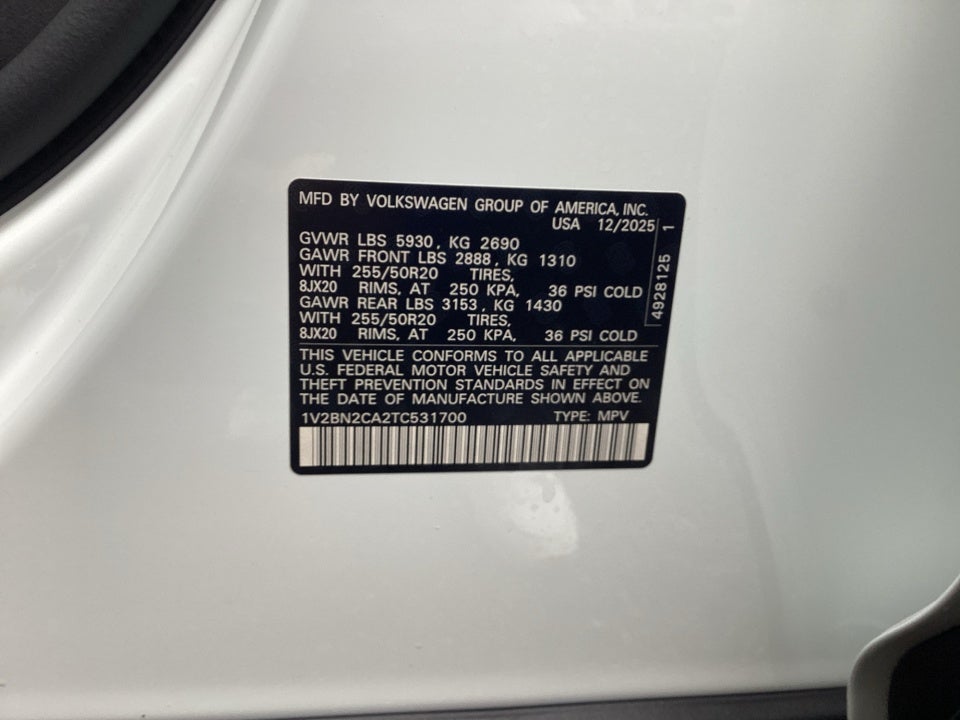 MFD BY VOLKSWAGEN GROUP OF AMERICA, INC.
USA 12/2025
GVWR LBS 5930, KG 2690
GAWR FRONT LBS 2888, KG 1310
WITH 255/50R20 TIRES,
8JX20 RIMS, AT 250 KPA, 36 PSI COLD
GAWR REAR LBS 3153, KG 1430
WITH 255/50R20 TIRES,
8JX20 RIMS, AT 250 KPA, 36 PSI COLD
4928125 1
THIS VEHICLE CONFORMS TO ALL APPLICABLE
U.S. FEDERAL MOTOR VEHICLE SAFETY AND
THEFT PREVENTION STANDARDS IN EFFECT ON
THE DATE OF MANUFACTURE SHOWN ABOVE.
1V2BN2CA2TC531700 TYPE: MPV